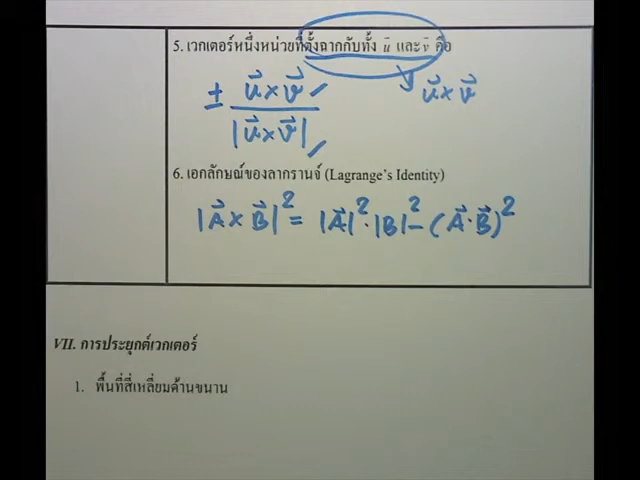 5. เวกเตอร์หนึ่งหน่วยที่ตั้งฉากกับทั้ง u⃗ และ v⃗ คือ
± (u⃗ × v⃗) / |u⃗ × v⃗|
u⃗ × v⃗
6. เอกลักษณ์ของลากรานจ์ (Lagrange's Identity)
|A⃗ × B⃗|² = |A⃗|² · |B|² − (A⃗ · B⃗)²
VII. การประยุกต์เวกเตอร์
1. พื้นที่สี่เหลี่ยมด้านขนาน